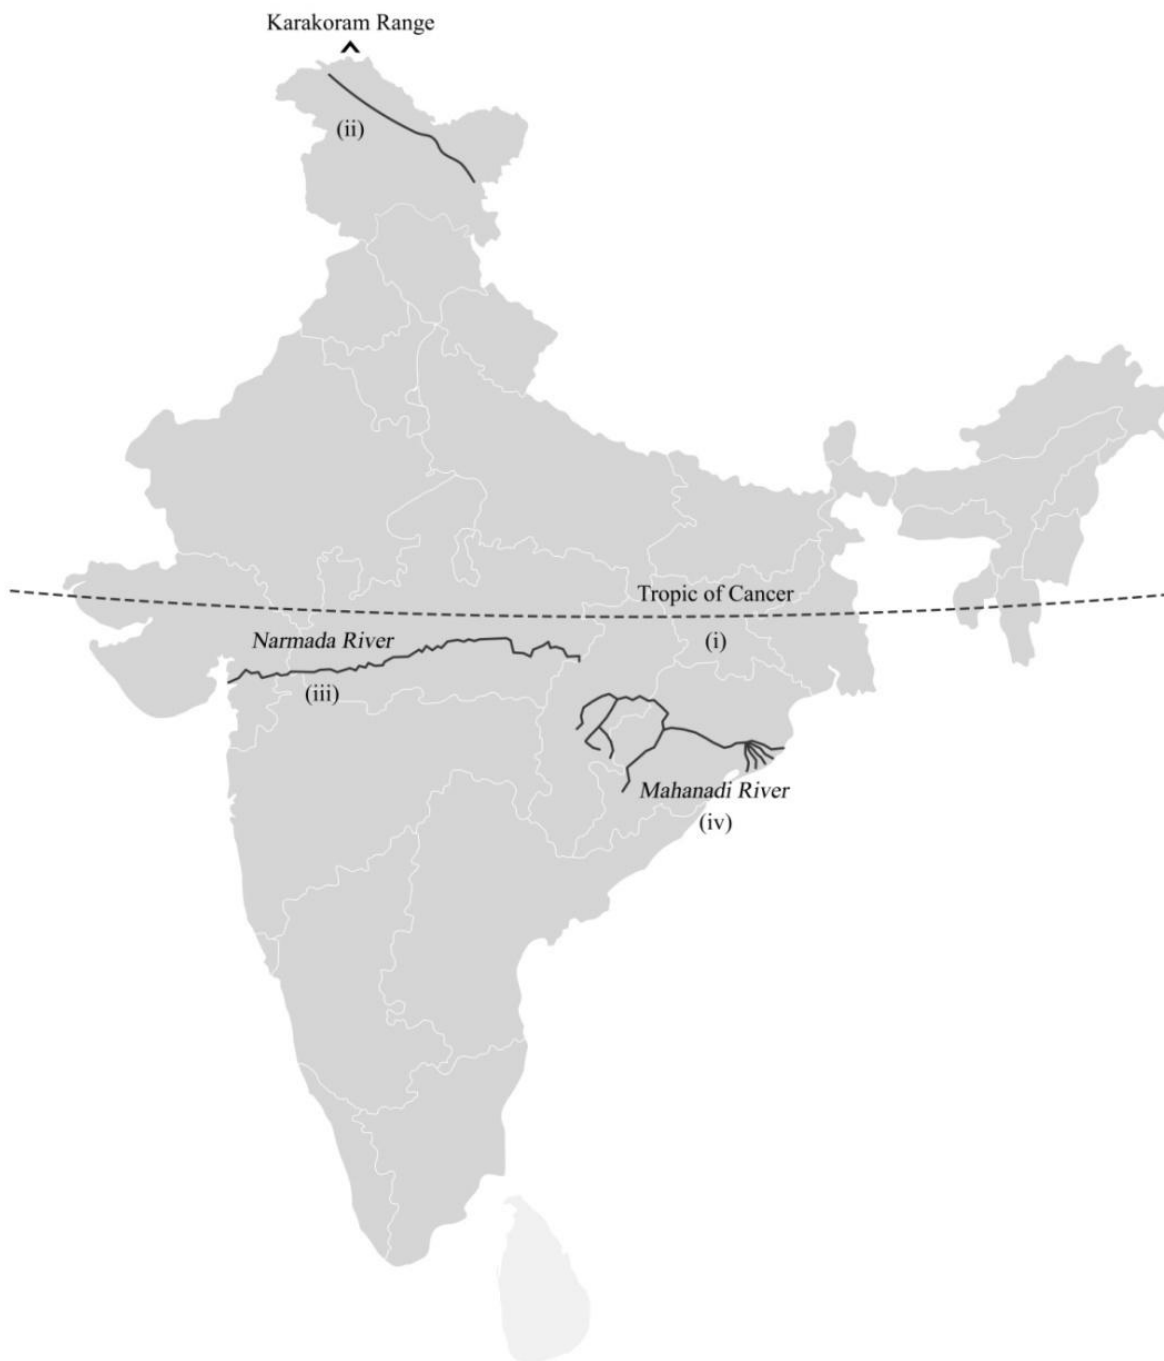 Karakoram Range
(ii)
Tropic of Cancer
(i)
Narmada River
(iii)
Mahanadi River
(iv)